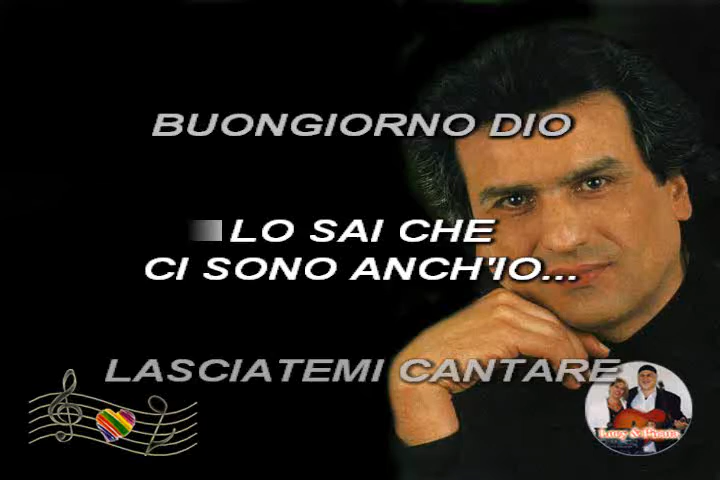 BUONGIORNO DIO
LO SAI CHE
CI SONO ANCH'IO...
LASCIATEMI CANTARE